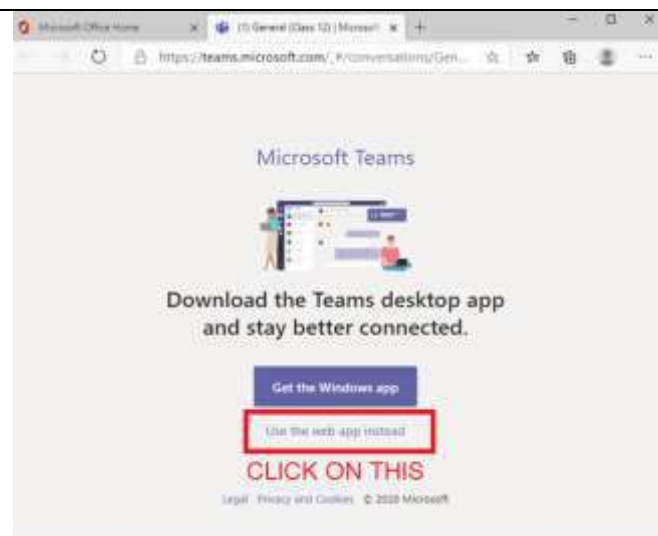 Microsoft Office Home
(1) General (Class 12) | Microsoft
https://teams.microsoft.com/_#/conversations/Gen...
Microsoft Teams
Download the Teams desktop app
and stay better connected.
Get the Windows app
Use the web app instead
CLICK ON THIS
Legal Privacy and Cookies © 2020 Microsoft